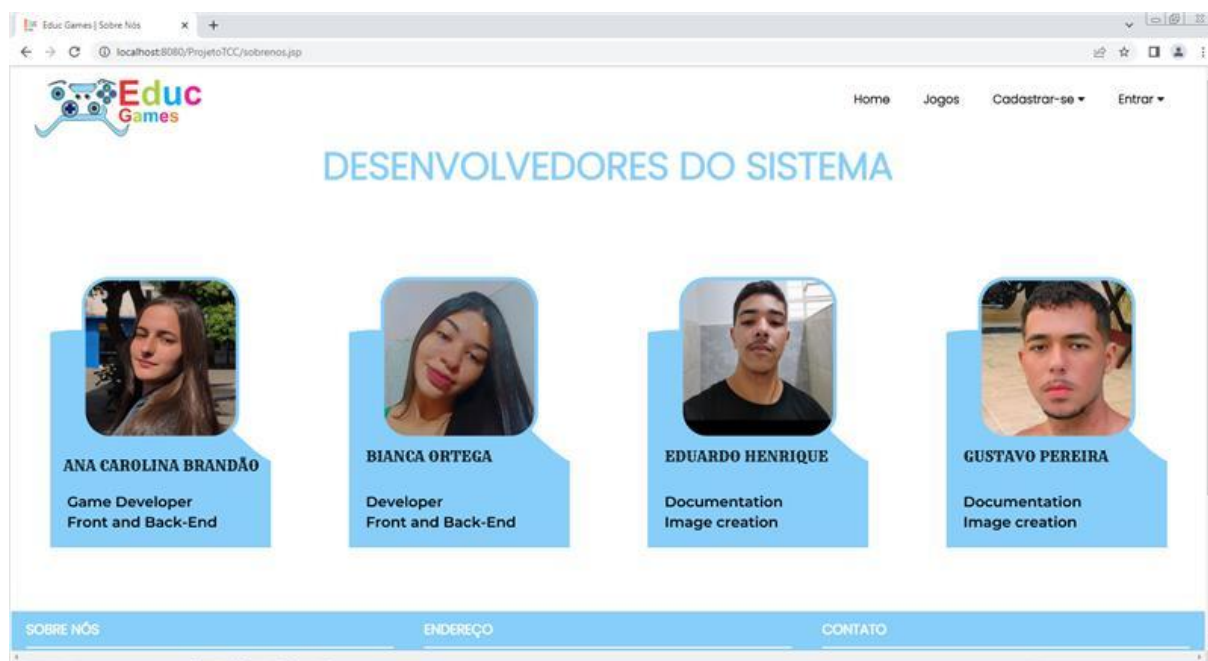 Educ Games | Sobre Nós
localhost:8080/ProjetoTCC/sobrenos.jsp
Educ
Games
Home Jogos Cadastrar-se Entrar
DESENVOLVEDORES DO SISTEMA
ANA CAROLINA BRANDÃO
Game Developer
Front and Back-End
BIANCA ORTEGA
Developer
Front and Back-End
EDUARDO HENRIQUE
Documentation
Image creation
GUSTAVO PEREIRA
Documentation
Image creation
SOBRE NÓS ENDEREÇO CONTATO